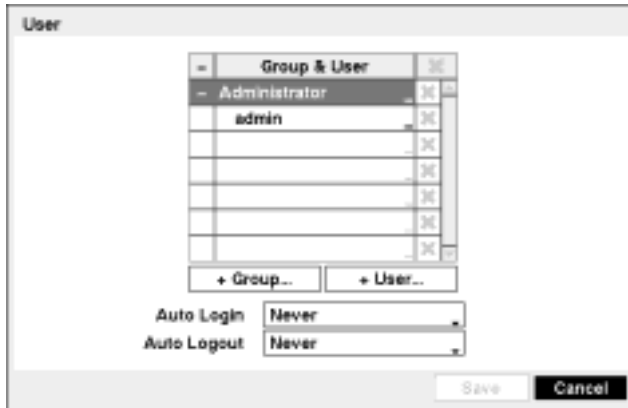 User
− Group & User
− Administrator
admin
+ Group...
+ User...
Auto Login Never
Auto Logout Never
Save
Cancel